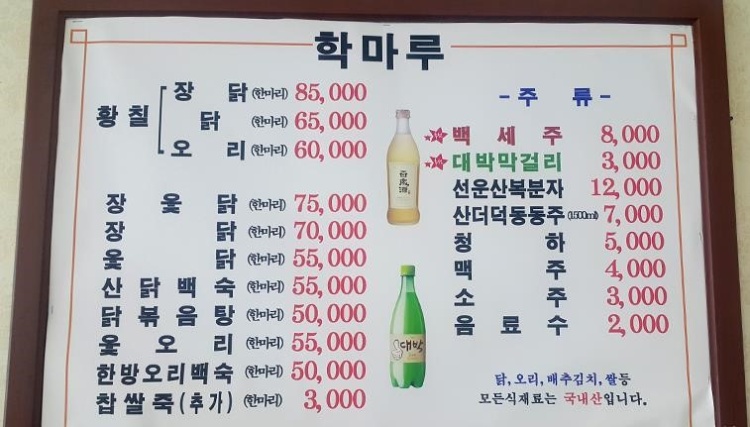 학마루
황칠
장닭 (한마리) 85,000
닭 (한마리) 65,000
오리 (한마리) 60,000
장옻닭 (한마리) 75,000
장닭 (한마리) 70,000
옻닭 (한마리) 55,000
산닭백숙 (한마리) 55,000
닭볶음탕 (한마리) 50,000
옻오리 (한마리) 55,000
한방오리백숙 (한마리) 50,000
찹쌀죽(추가) (한마리) 3,000
- 주류 -
백세주 8,000
대박막걸리 3,000
선운산복분자 12,000
산더덕동동주 (1,500ml) 7,000
청하 5,000
맥주 4,000
소주 3,000
음료수 2,000
닭, 오리, 배추김치, 쌀등
모든식재료는 국내산입니다.
대박